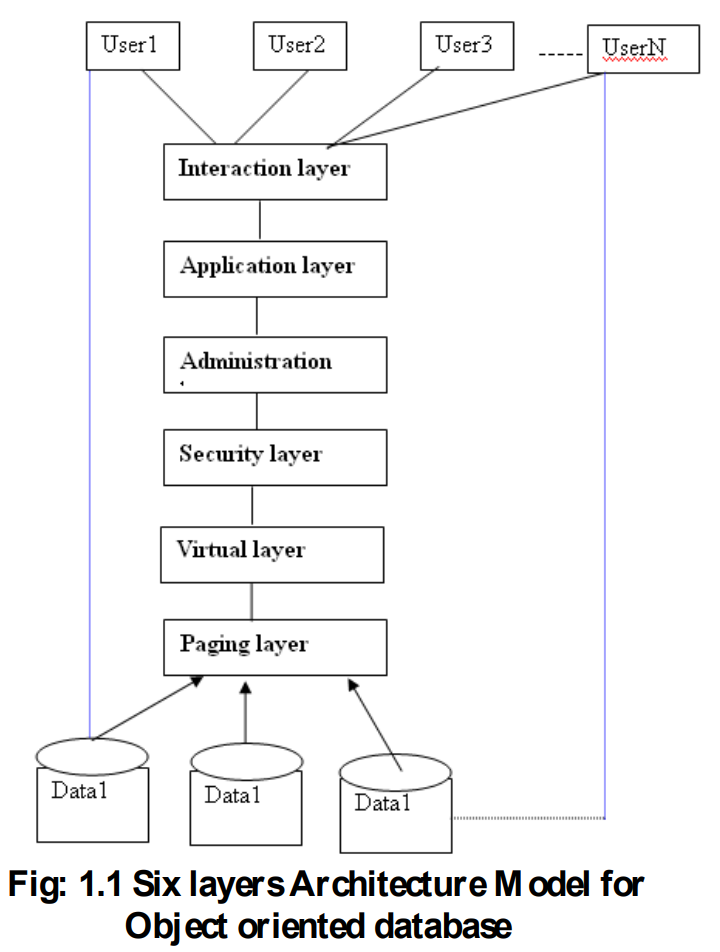 User1 User2 User3 ----- UserN
Interaction layer
Application layer
Administration
Security layer
Virtual layer
Paging layer
Data1 Data1 Data1
Fig: 1.1 Six layers Architecture Model for
Object oriented database